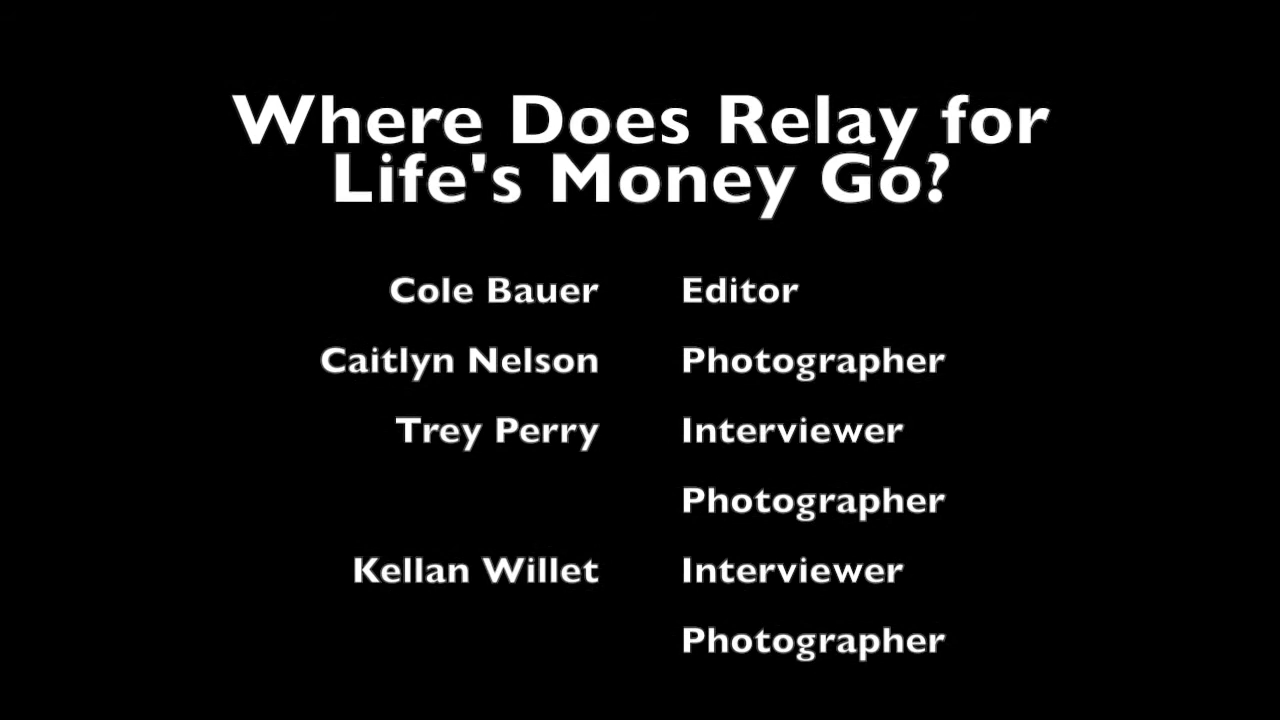 Where Does Relay for
Life's Money Go?
Cole Bauer Editor
Caitlyn Nelson Photographer
Trey Perry Interviewer
Photographer
Kellan Willet Interviewer
Photographer